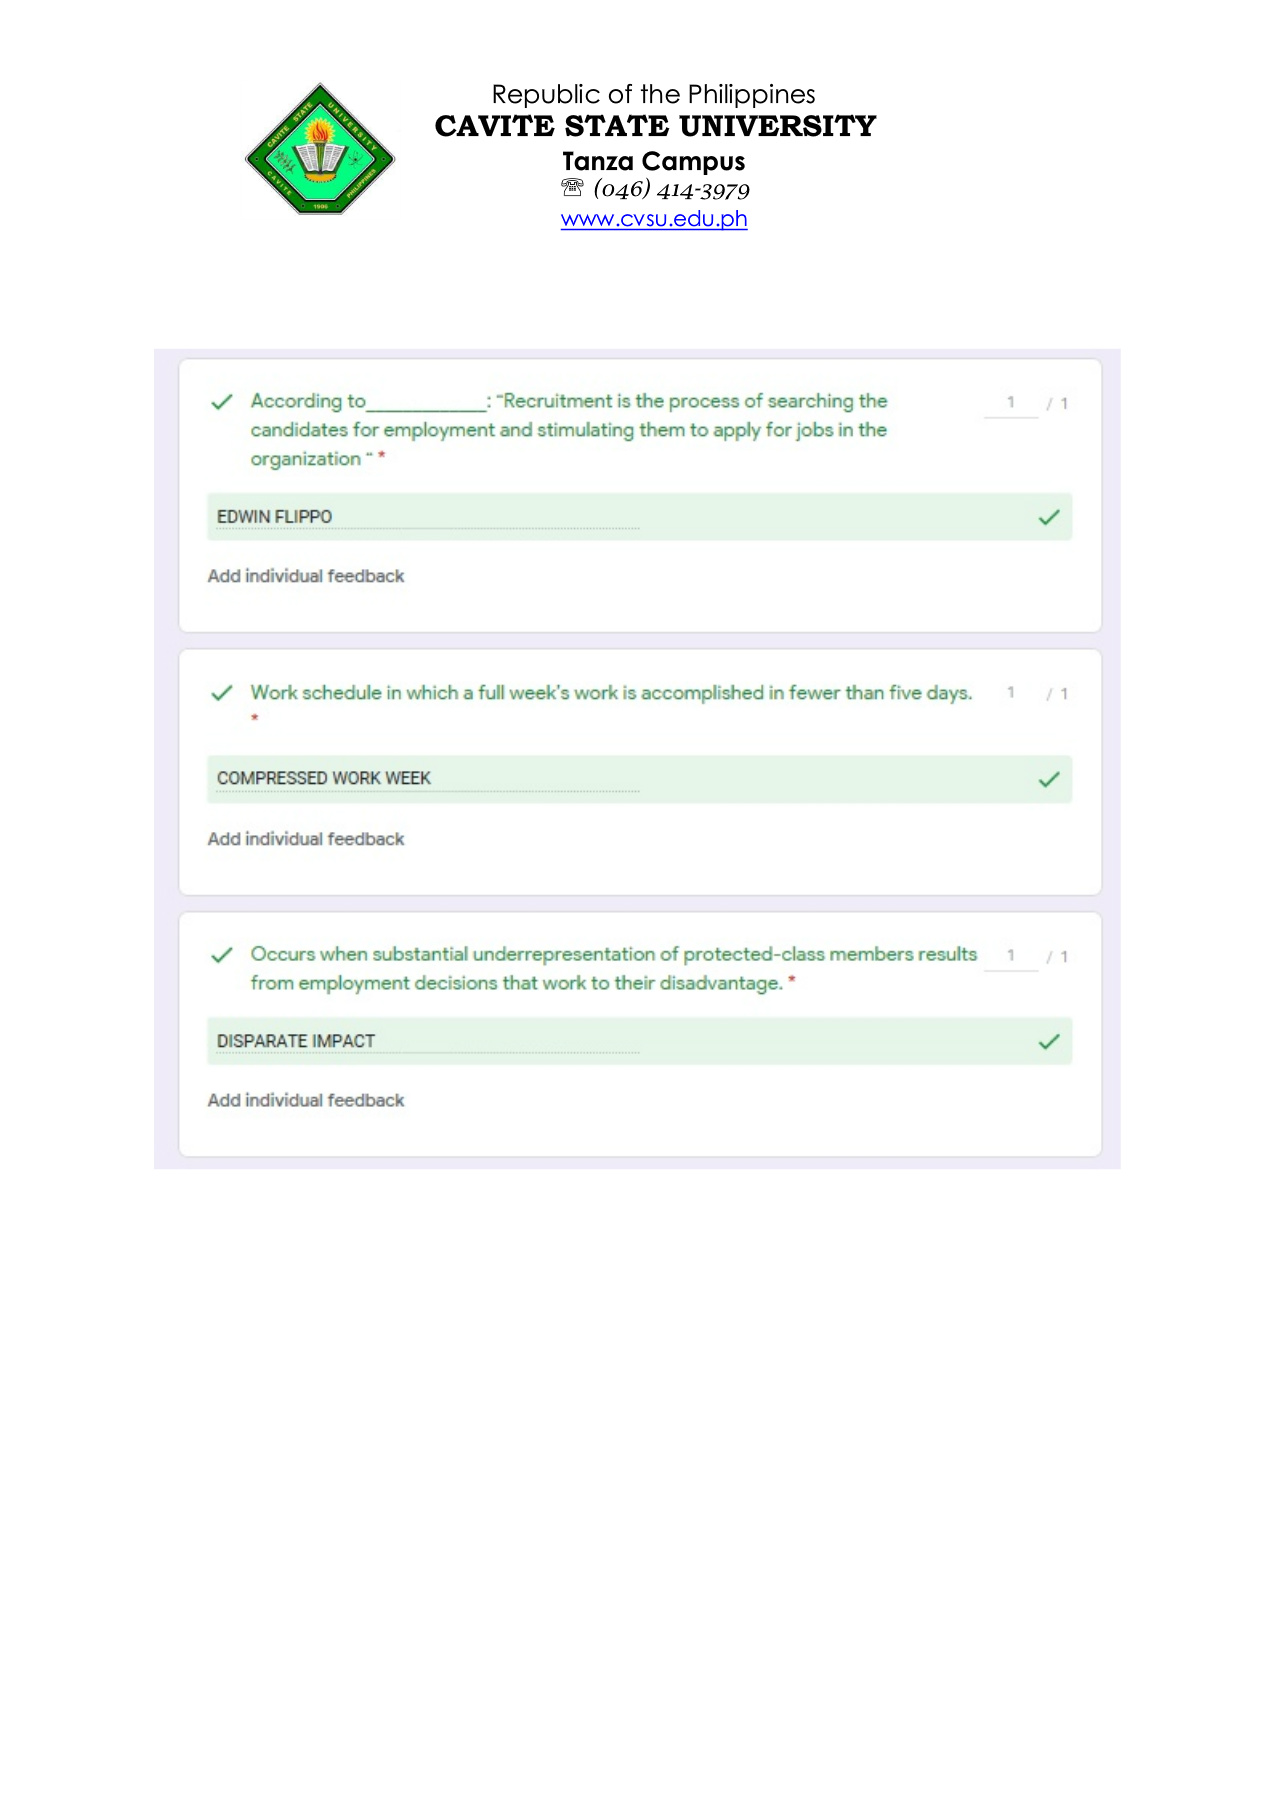 Republic of the Philippines
CAVITE STATE UNIVERSITY
Tanza Campus
☏ (046) 414-3979
www.cvsu.edu.ph
CAVITE STATE UNIVERSITY
CAVITE PHILIPPINES
1906
According to____________: “Recruitment is the process of searching the
1 / 1
candidates for employment and stimulating them to apply for jobs in the
organization “ *
EDWIN FLIPPO
Add individual feedback
Work schedule in which a full week's work is accomplished in fewer than five days.
1 / 1
*
COMPRESSED WORK WEEK
Add individual feedback
Occurs when substantial underrepresentation of protected-class members results
1 / 1
from employment decisions that work to their disadvantage. *
DISPARATE IMPACT
Add individual feedback